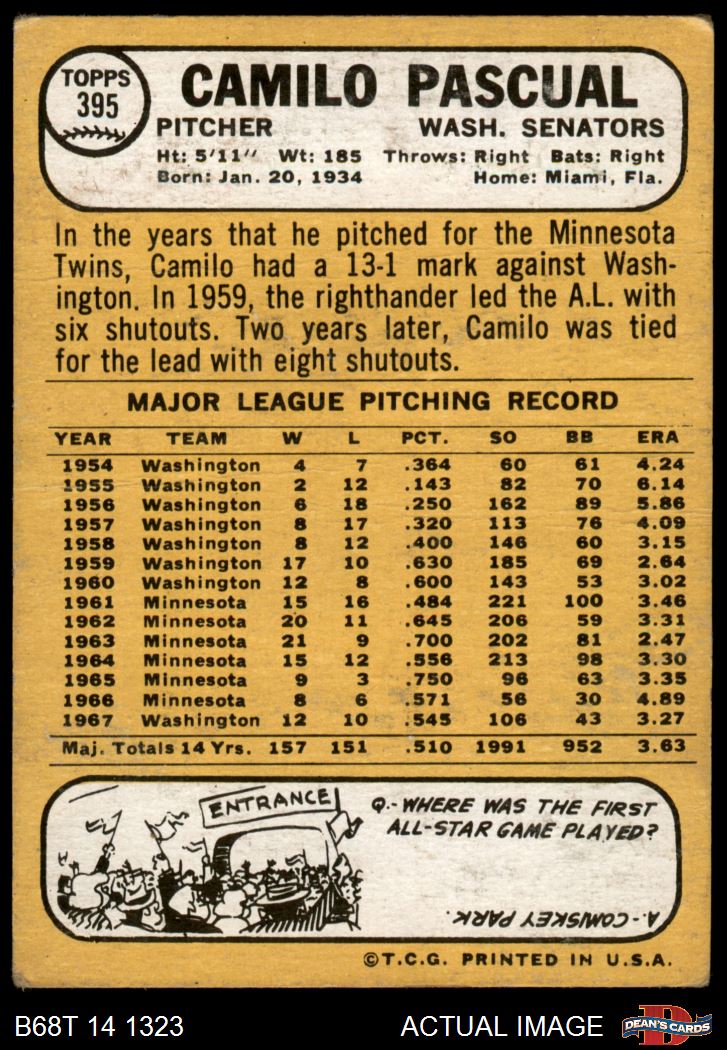 TOPPS
395
CAMILO PASCUAL
PITCHER WASH. SENATORS
Ht: 5'11" Wt: 185 Throws: Right Bats: Right
Born: Jan. 20, 1934 Home: Miami, Fla.
In the years that he pitched for the Minnesota
Twins, Camilo had a 13-1 mark against Wash-
ington. In 1959, the righthander led the A.L. with
six shutouts. Two years later, Camilo was tied
for the lead with eight shutouts.
MAJOR LEAGUE PITCHING RECORD
YEAR TEAM W L PCT. SO BB ERA
1954 Washington 4 7 .364 60 61 4.24
1955 Washington 2 12 .143 82 70 6.14
1956 Washington 6 18 .250 162 89 5.86
1957 Washington 8 17 .320 113 76 4.09
1958 Washington 8 12 .400 146 60 3.15
1959 Washington 17 10 .630 185 69 2.64
1960 Washington 12 8 .600 143 53 3.02
1961 Minnesota 15 16 .484 221 100 3.46
1962 Minnesota 20 11 .645 206 59 3.31
1963 Minnesota 21 9 .700 202 81 2.47
1964 Minnesota 15 12 .556 213 98 3.30
1965 Minnesota 9 3 .750 96 63 3.35
1966 Minnesota 8 6 .571 56 30 4.89
1967 Washington 12 10 .545 106 43 3.27
Maj. Totals 14 Yrs. 157 151 .510 1991 952 3.63
ENTRANCE
Q.- WHERE WAS THE FIRST
ALL-STAR GAME PLAYED?
A.- COMISKEY PARK.
©T.C.G. PRINTED IN U.S.A.
B68T 14 1323 ACTUAL IMAGE
D
DEAN'S CARDS